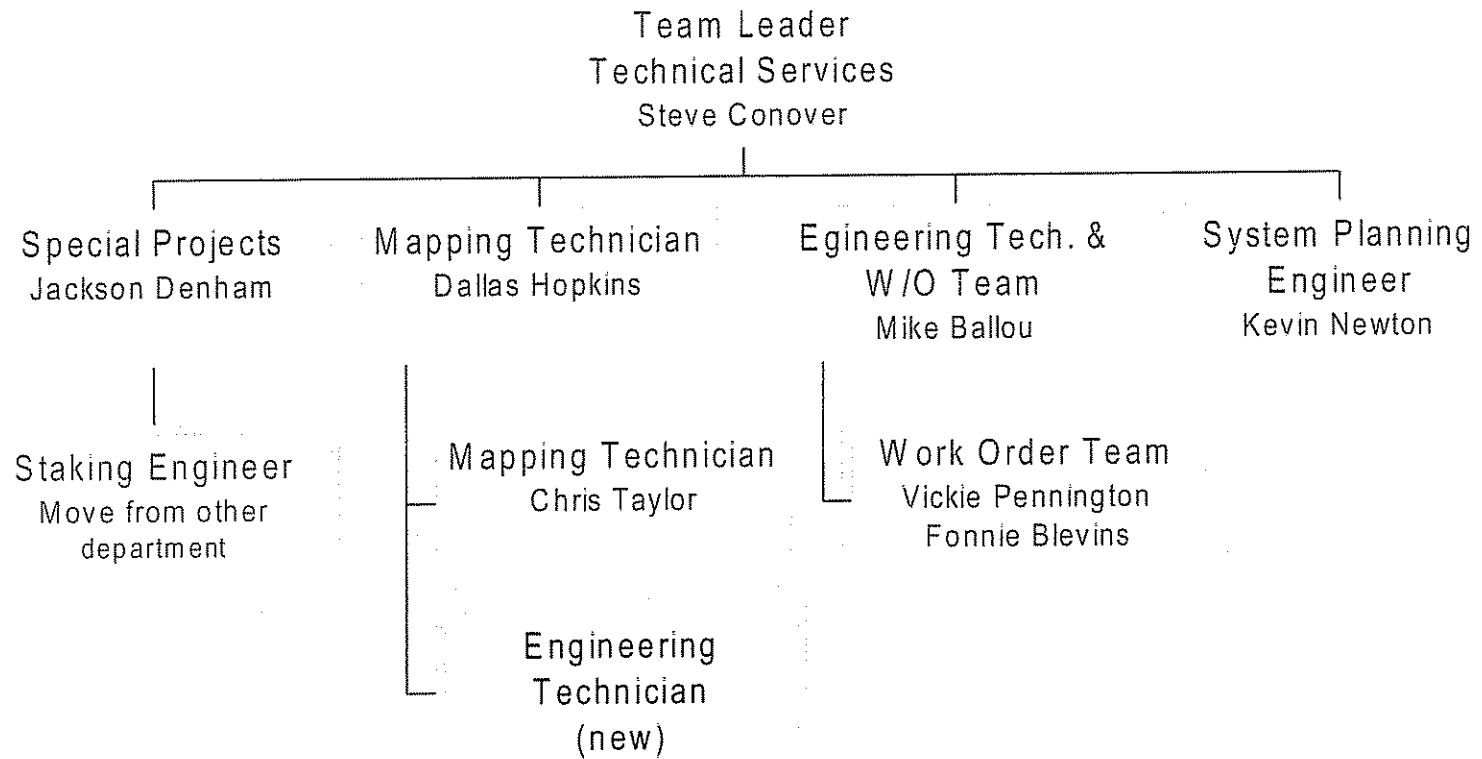 Team Leader
Technical Services
Steve Conover
Special Projects
Jackson Denham
Mapping Technician
Dallas Hopkins
Egineering Tech. &
W/O Team
Mike Ballou
System Planning
Engineer
Kevin Newton
Staking Engineer
Move from other
department
Mapping Technician
Chris Taylor
Engineering
Technician
(new)
Work Order Team
Vickie Pennington
Fonnie Blevins